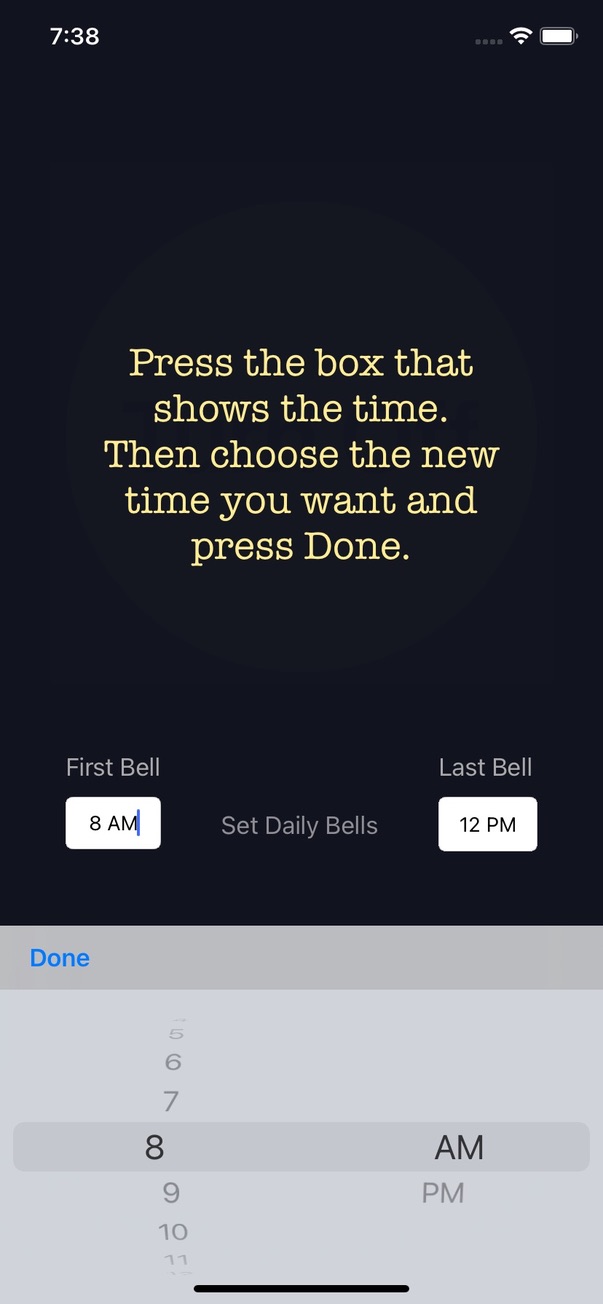 7:38
Press the box that
shows the time.
Then choose the new
time you want and
press Done.
First Bell
Last Bell
8 AM
Set Daily Bells
12 PM
Done
5
6
7
8 AM
9 PM
10
11